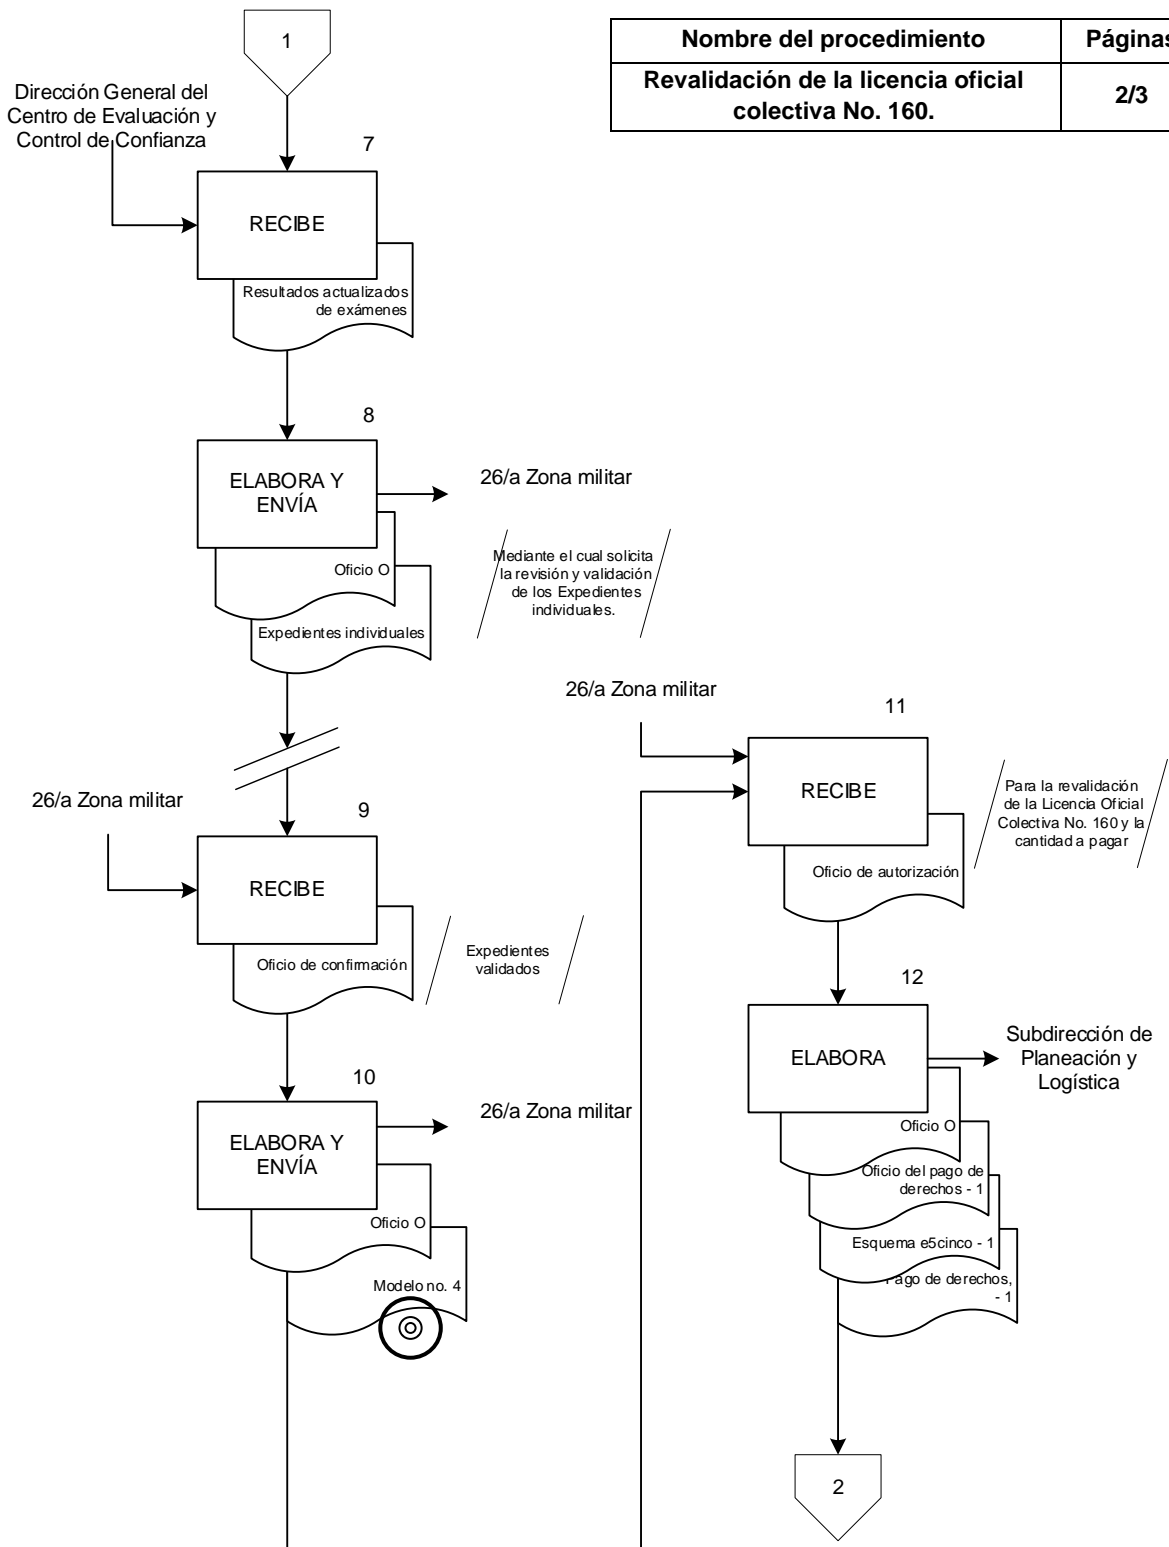 1
Nombre del procedimiento
Páginas
Revalidación de la licencia oficial
colectiva No. 160.
2/3
Dirección General del
Centro de Evaluación y
Control de Confianza
7
RECIBE
Resultados actualizados
de exámenes
8
ELABORA Y
ENVÍA
26/a Zona militar
Oficio O
Expedientes individuales
Mediante el cual solicita
la revisión y validación
de los Expedientes
individuales.
26/a Zona militar
9
RECIBE
Oficio de confirmación
Expedientes
validados
10
ELABORA Y
ENVÍA
26/a Zona militar
Oficio O
Modelo no. 4
26/a Zona militar
11
RECIBE
Oficio de autorización
Para la revalidación
de la Licencia Oficial
Colectiva No. 160 y la
cantidad a pagar
12
ELABORA
Subdirección de
Planeación y
Logística
Oficio O
Oficio del pago de
derechos - 1
Esquema e5cinco - 1
Pago de derechos,
- 1
2